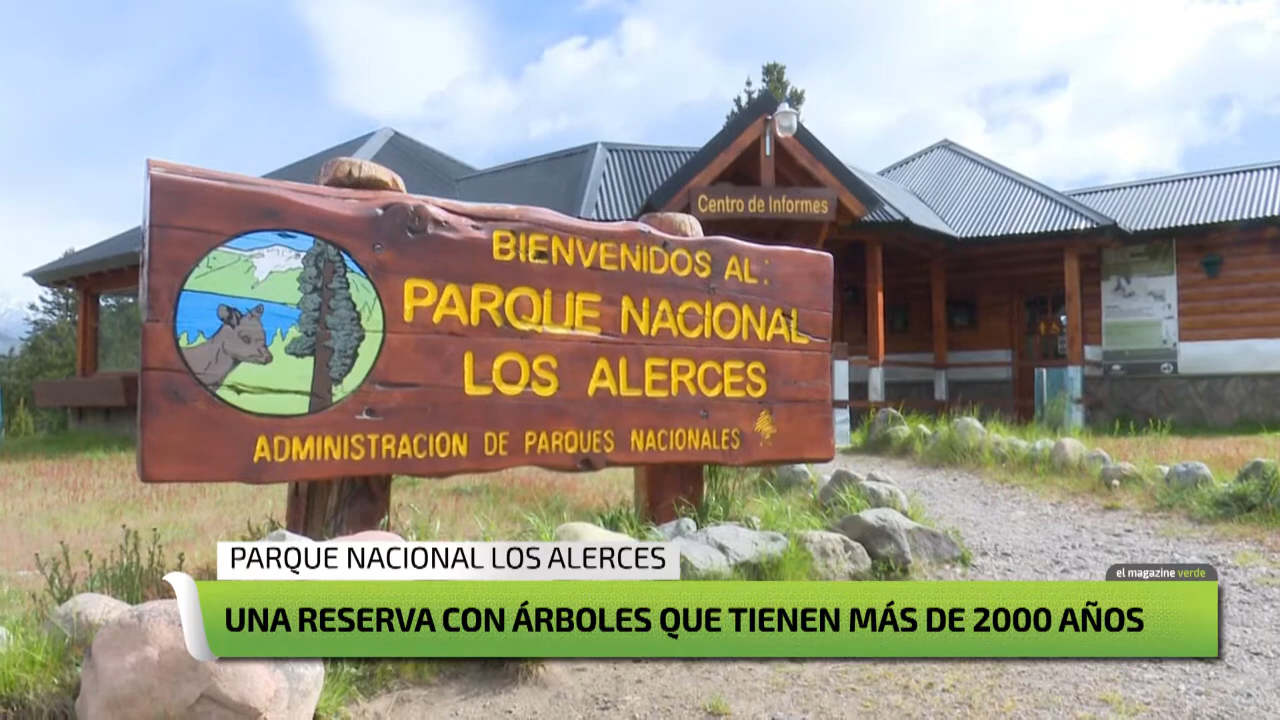 Centro de Informes
BIENVENIDOS AL:
PARQUE NACIONAL
LOS ALERCES
ADMINISTRACION DE PARQUES NACIONALES
PARQUE NACIONAL LOS ALERCES
el magazine verde
UNA RESERVA CON ÁRBOLES QUE TIENEN MÁS DE 2000 AÑOS